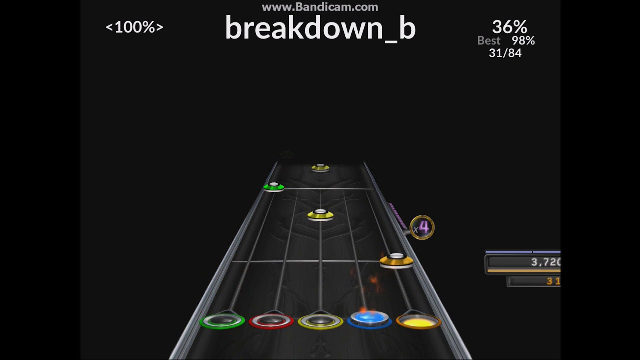 www.Bandicam.com
<100%>
breakdown_b
36%
Best 98%
31/84
x4
3,720
31